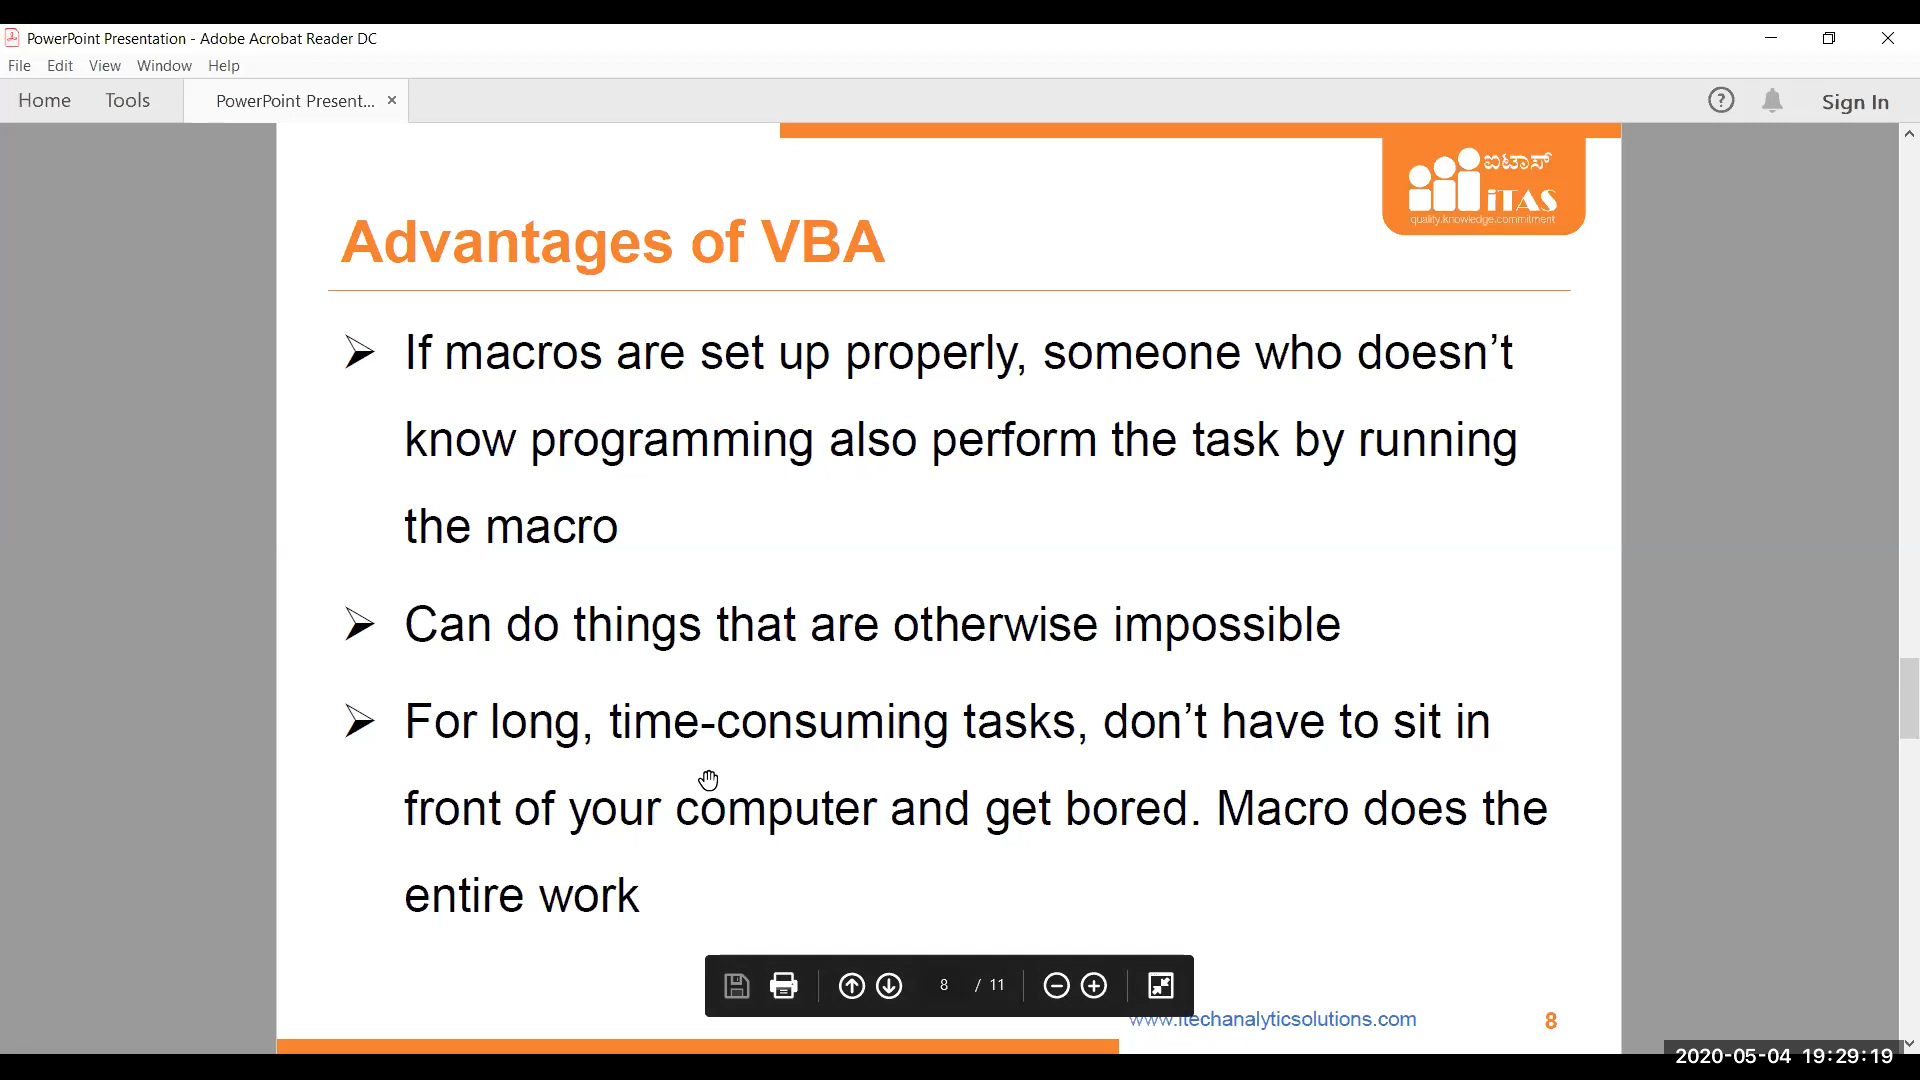 PowerPoint Presentation - Adobe Acrobat Reader DC
File Edit View Window Help
Home Tools PowerPoint Present... ×
Sign In
ಐಟಾಸ್
iTAS
quality.knowledge.commitment
Advantages of VBA
➢ If macros are set up properly, someone who doesn’t
know programming also perform the task by running
the macro
➢ Can do things that are otherwise impossible
➢ For long, time-consuming tasks, don’t have to sit in
front of your computer and get bored. Macro does the
entire work
8 / 11
www.itechanalyticsolutions.com
8
2020-05-04 19:29:19